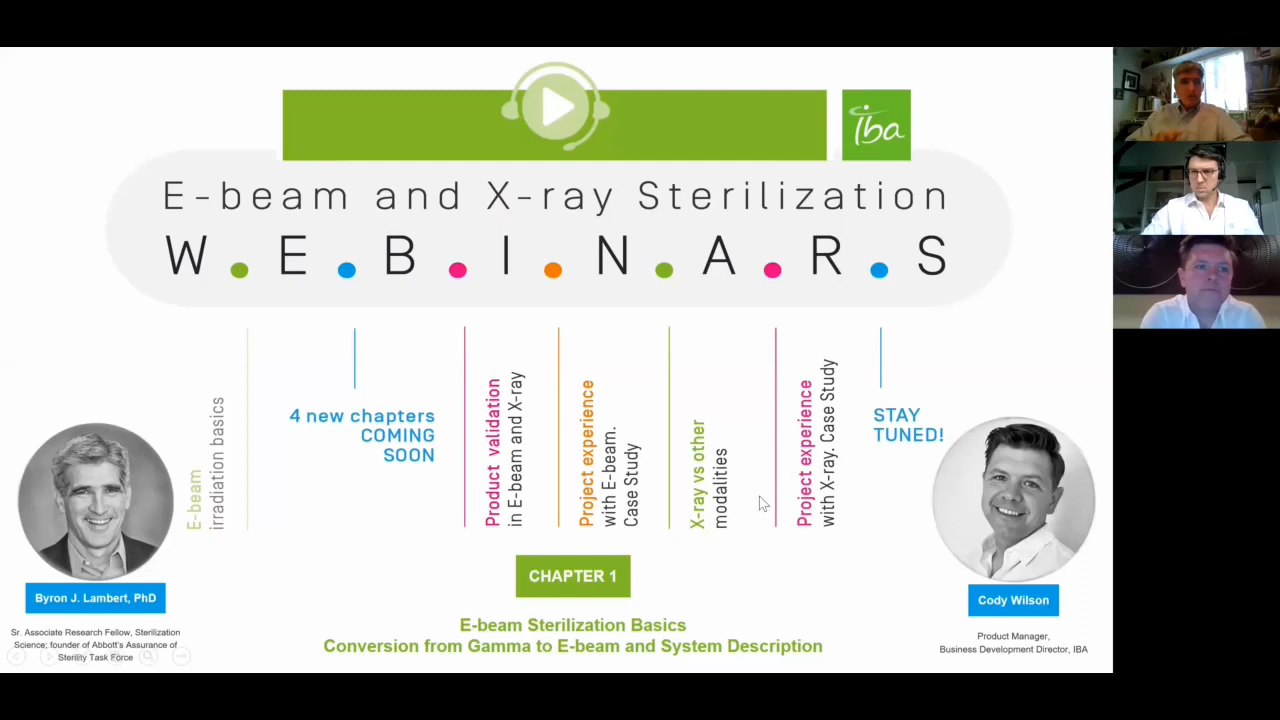 iba
E-beam and X-ray Sterilization
W.E.B.I.N.A.R.S
E-beam
irradiation basics
4 new chapters
COMING
SOON
Product validation
in E-beam and X-ray
Project experience
with E-beam.
Case Study
X-ray vs other
modalities
Project experience
with X-ray. Case Study
STAY
TUNED!
Byron J. Lambert, PhD
Sr. Associate Research Fellow, Sterilization
Science; founder of Abbott's Assurance of
Sterility Task Force
CHAPTER 1
E-beam Sterilization Basics
Conversion from Gamma to E-beam and System Description
Cody Wilson
Product Manager,
Business Development Director, IBA